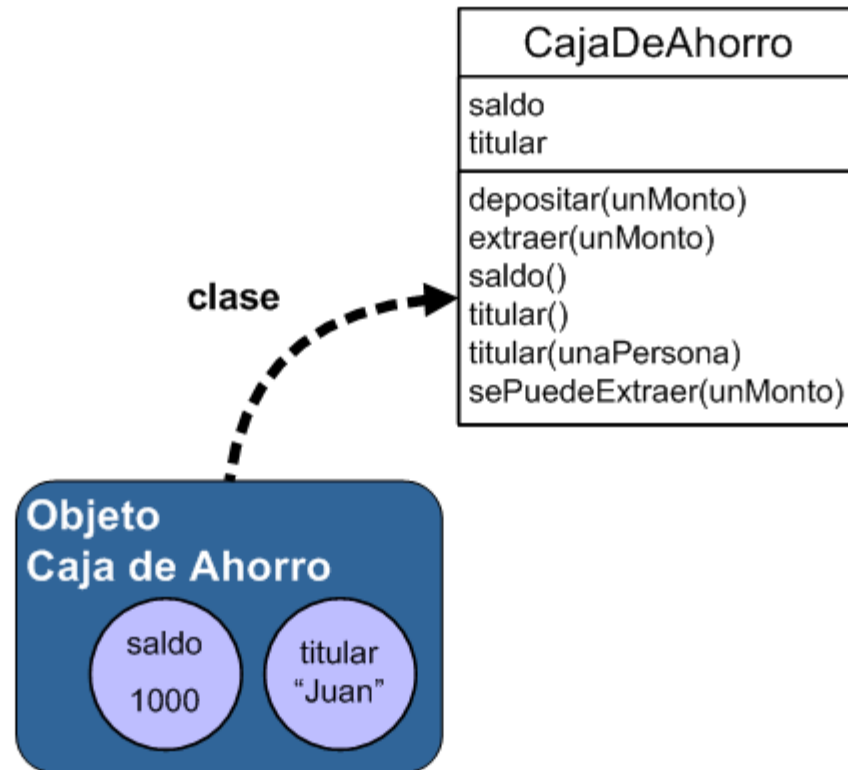 CajaDeAhorro
saldo
titular
depositar(unMonto)
extraer(unMonto)
saldo()
titular()
titular(unaPersona)
sePuedeExtraer(unMonto)
clase
Objeto
Caja de Ahorro
saldo
1000
titular
“Juan”